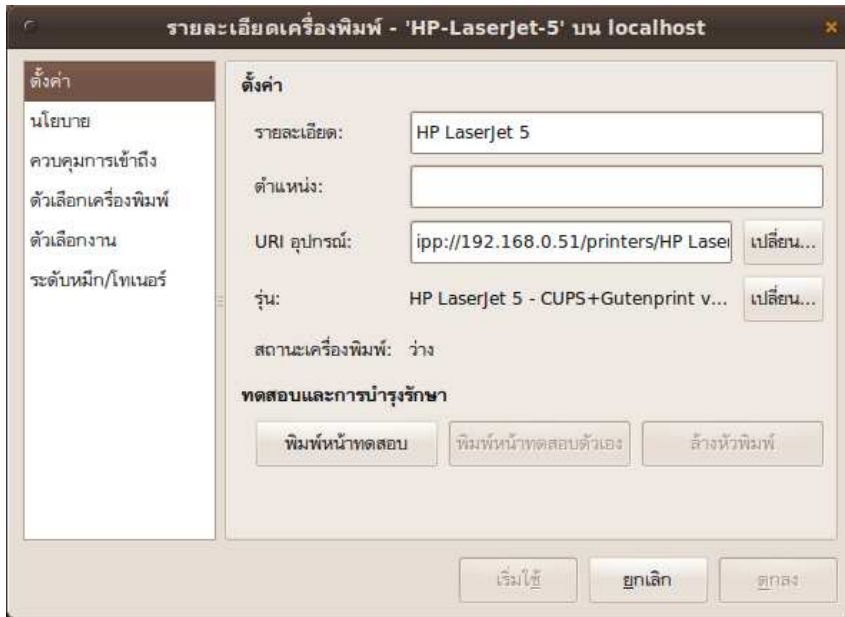 รายละเอียดเครื่องพิมพ์ - 'HP-LaserJet-5' บน localhost
ตั้งค่า
นโยบาย
ควบคุมการเข้าถึง
ตัวเลือกเครื่องพิมพ์
ตัวเลือกงาน
ระดับหมึก/โทเนอร์
ตั้งค่า
รายละเอียด: HP LaserJet 5
ตำแหน่ง:
URI อุปกรณ์: ipp://192.168.0.51/printers/HP Laser เปลี่ยน...
รุ่น: HP LaserJet 5 - CUPS+Gutenprint v... เปลี่ยน...
สถานะเครื่องพิมพ์: ว่าง
ทดสอบและการบำรุงรักษา
พิมพ์หน้าทดสอบ พิมพ์หน้าทดสอบตัวเอง ล้างหัวพิมพ์
เริ่มใช้ ยกเลิก ตกลง